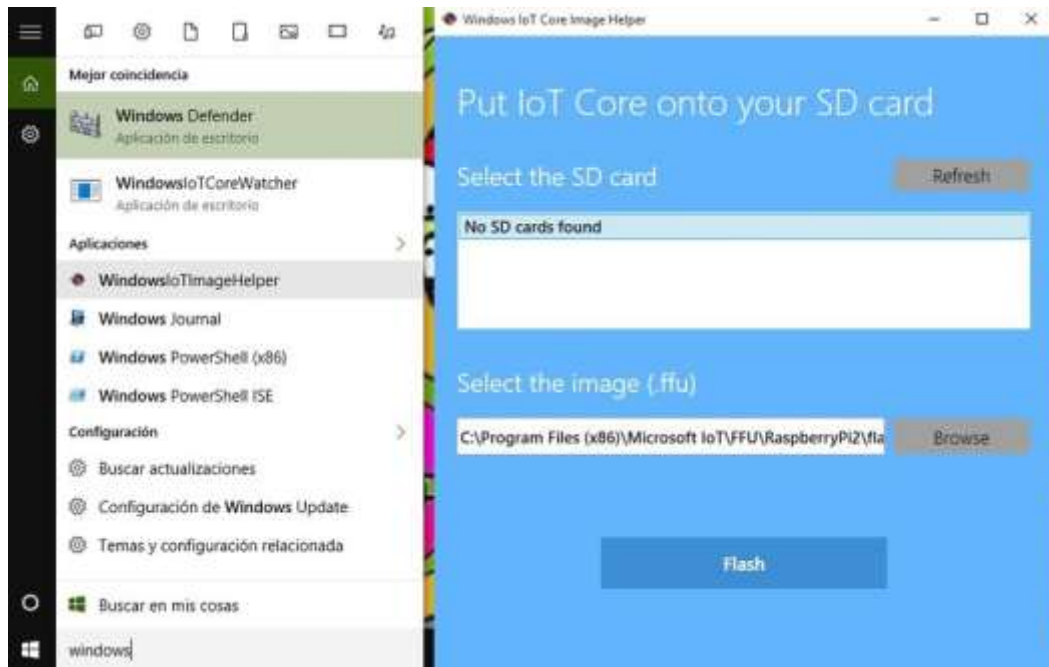 Mejor coincidencia
Windows Defender
Aplicación de escritorio
WindowsIoTCoreWatcher
Aplicación de escritorio
Aplicaciones
WindowsIoTImageHelper
Windows Journal
Windows PowerShell (x86)
Windows PowerShell ISE
Configuración
Buscar actualizaciones
Configuración de Windows Update
Temas y configuración relacionada
Buscar en mis cosas
windows
Windows IoT Core Image Helper
Put IoT Core onto your SD card
Select the SD card
Refresh
No SD cards found
Select the image (.ffu)
C:\Program Files (x86)\Microsoft IoT\FFU\RaspberryPi2\fla
Browse
Flash